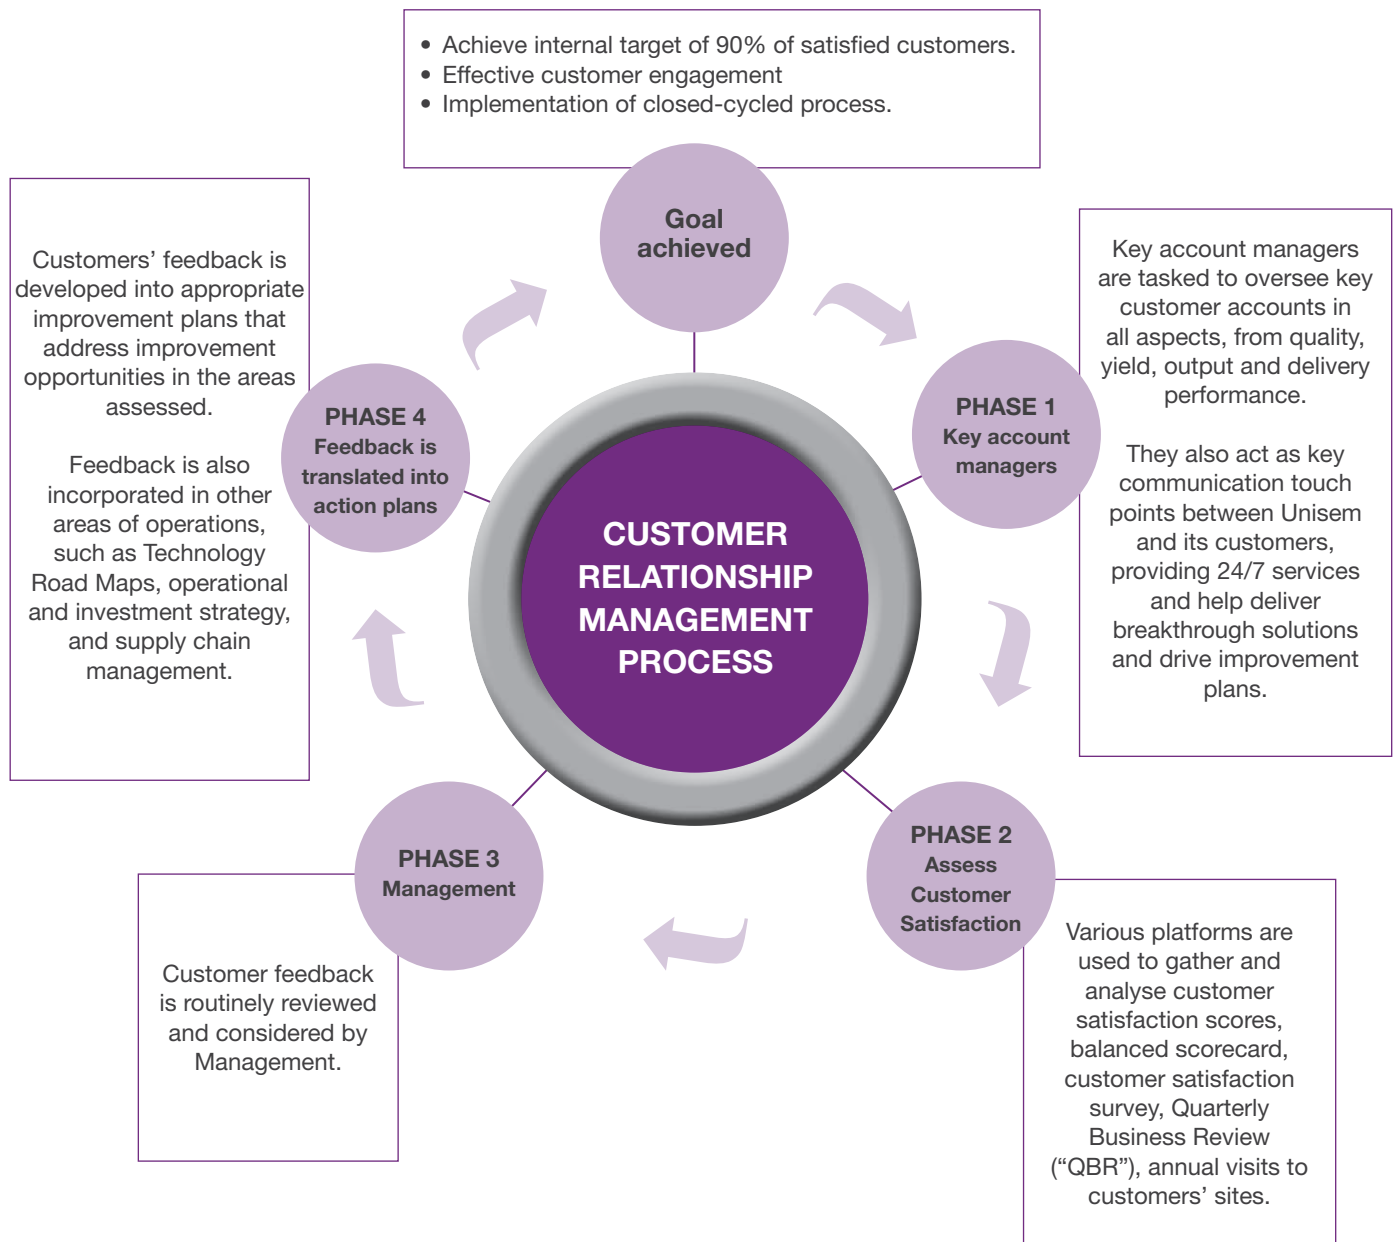 • Achieve internal target of 90% of satisfied customers.
• Effective customer engagement
• Implementation of closed-cycled process.
Goal
achieved
Key account managers
are tasked to oversee key
customer accounts in
all aspects, from quality,
yield, output and delivery
performance.
They also act as key
communication touch
points between Unisem
and its customers,
providing 24/7 services
and help deliver
breakthrough solutions
and drive improvement
plans.
PHASE 1
Key account
managers
CUSTOMER
RELATIONSHIP
MANAGEMENT
PROCESS
PHASE 2
Assess
Customer
Satisfaction
Various platforms are
used to gather and
analyse customer
satisfaction scores,
balanced scorecard,
customer satisfaction
survey, Quarterly
Business Review
(“QBR”), annual visits to
customers’ sites.
PHASE 3
Management
Customer feedback
is routinely reviewed
and considered by
Management.
PHASE 4
Feedback is
translated into
action plans
Customers’ feedback is
developed into appropriate
improvement plans that
address improvement
opportunities in the areas
assessed.
Feedback is also
incorporated in other
areas of operations,
such as Technology
Road Maps, operational
and investment strategy,
and supply chain
management.